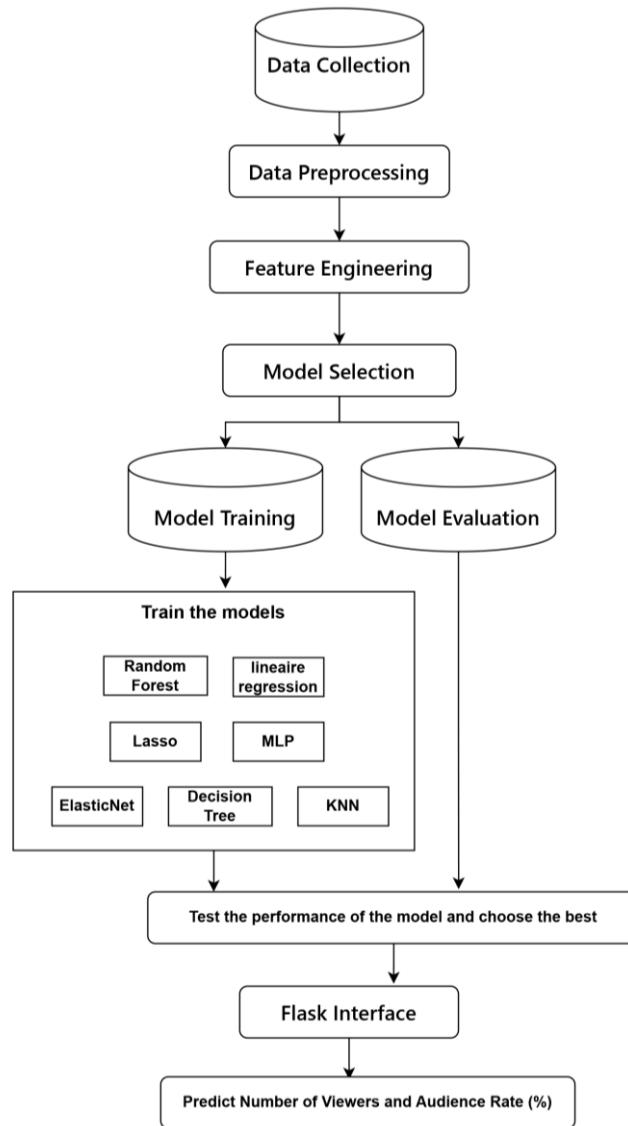 Data Collection
Data Preprocessing
Feature Engineering
Model Selection
Model Training
Model Evaluation
Train the models
Random
Forest
lineaire
regression
Lasso
MLP
ElasticNet
Decision
Tree
KNN
Test the performance of the model and choose the best
Flask Interface
Predict Number of Viewers and Audience Rate (%)